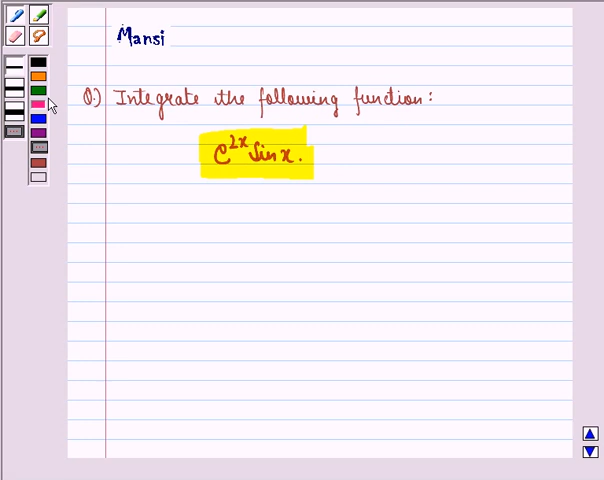 Mansi
Q.) Integrate the following function:
e^2x Sin x.